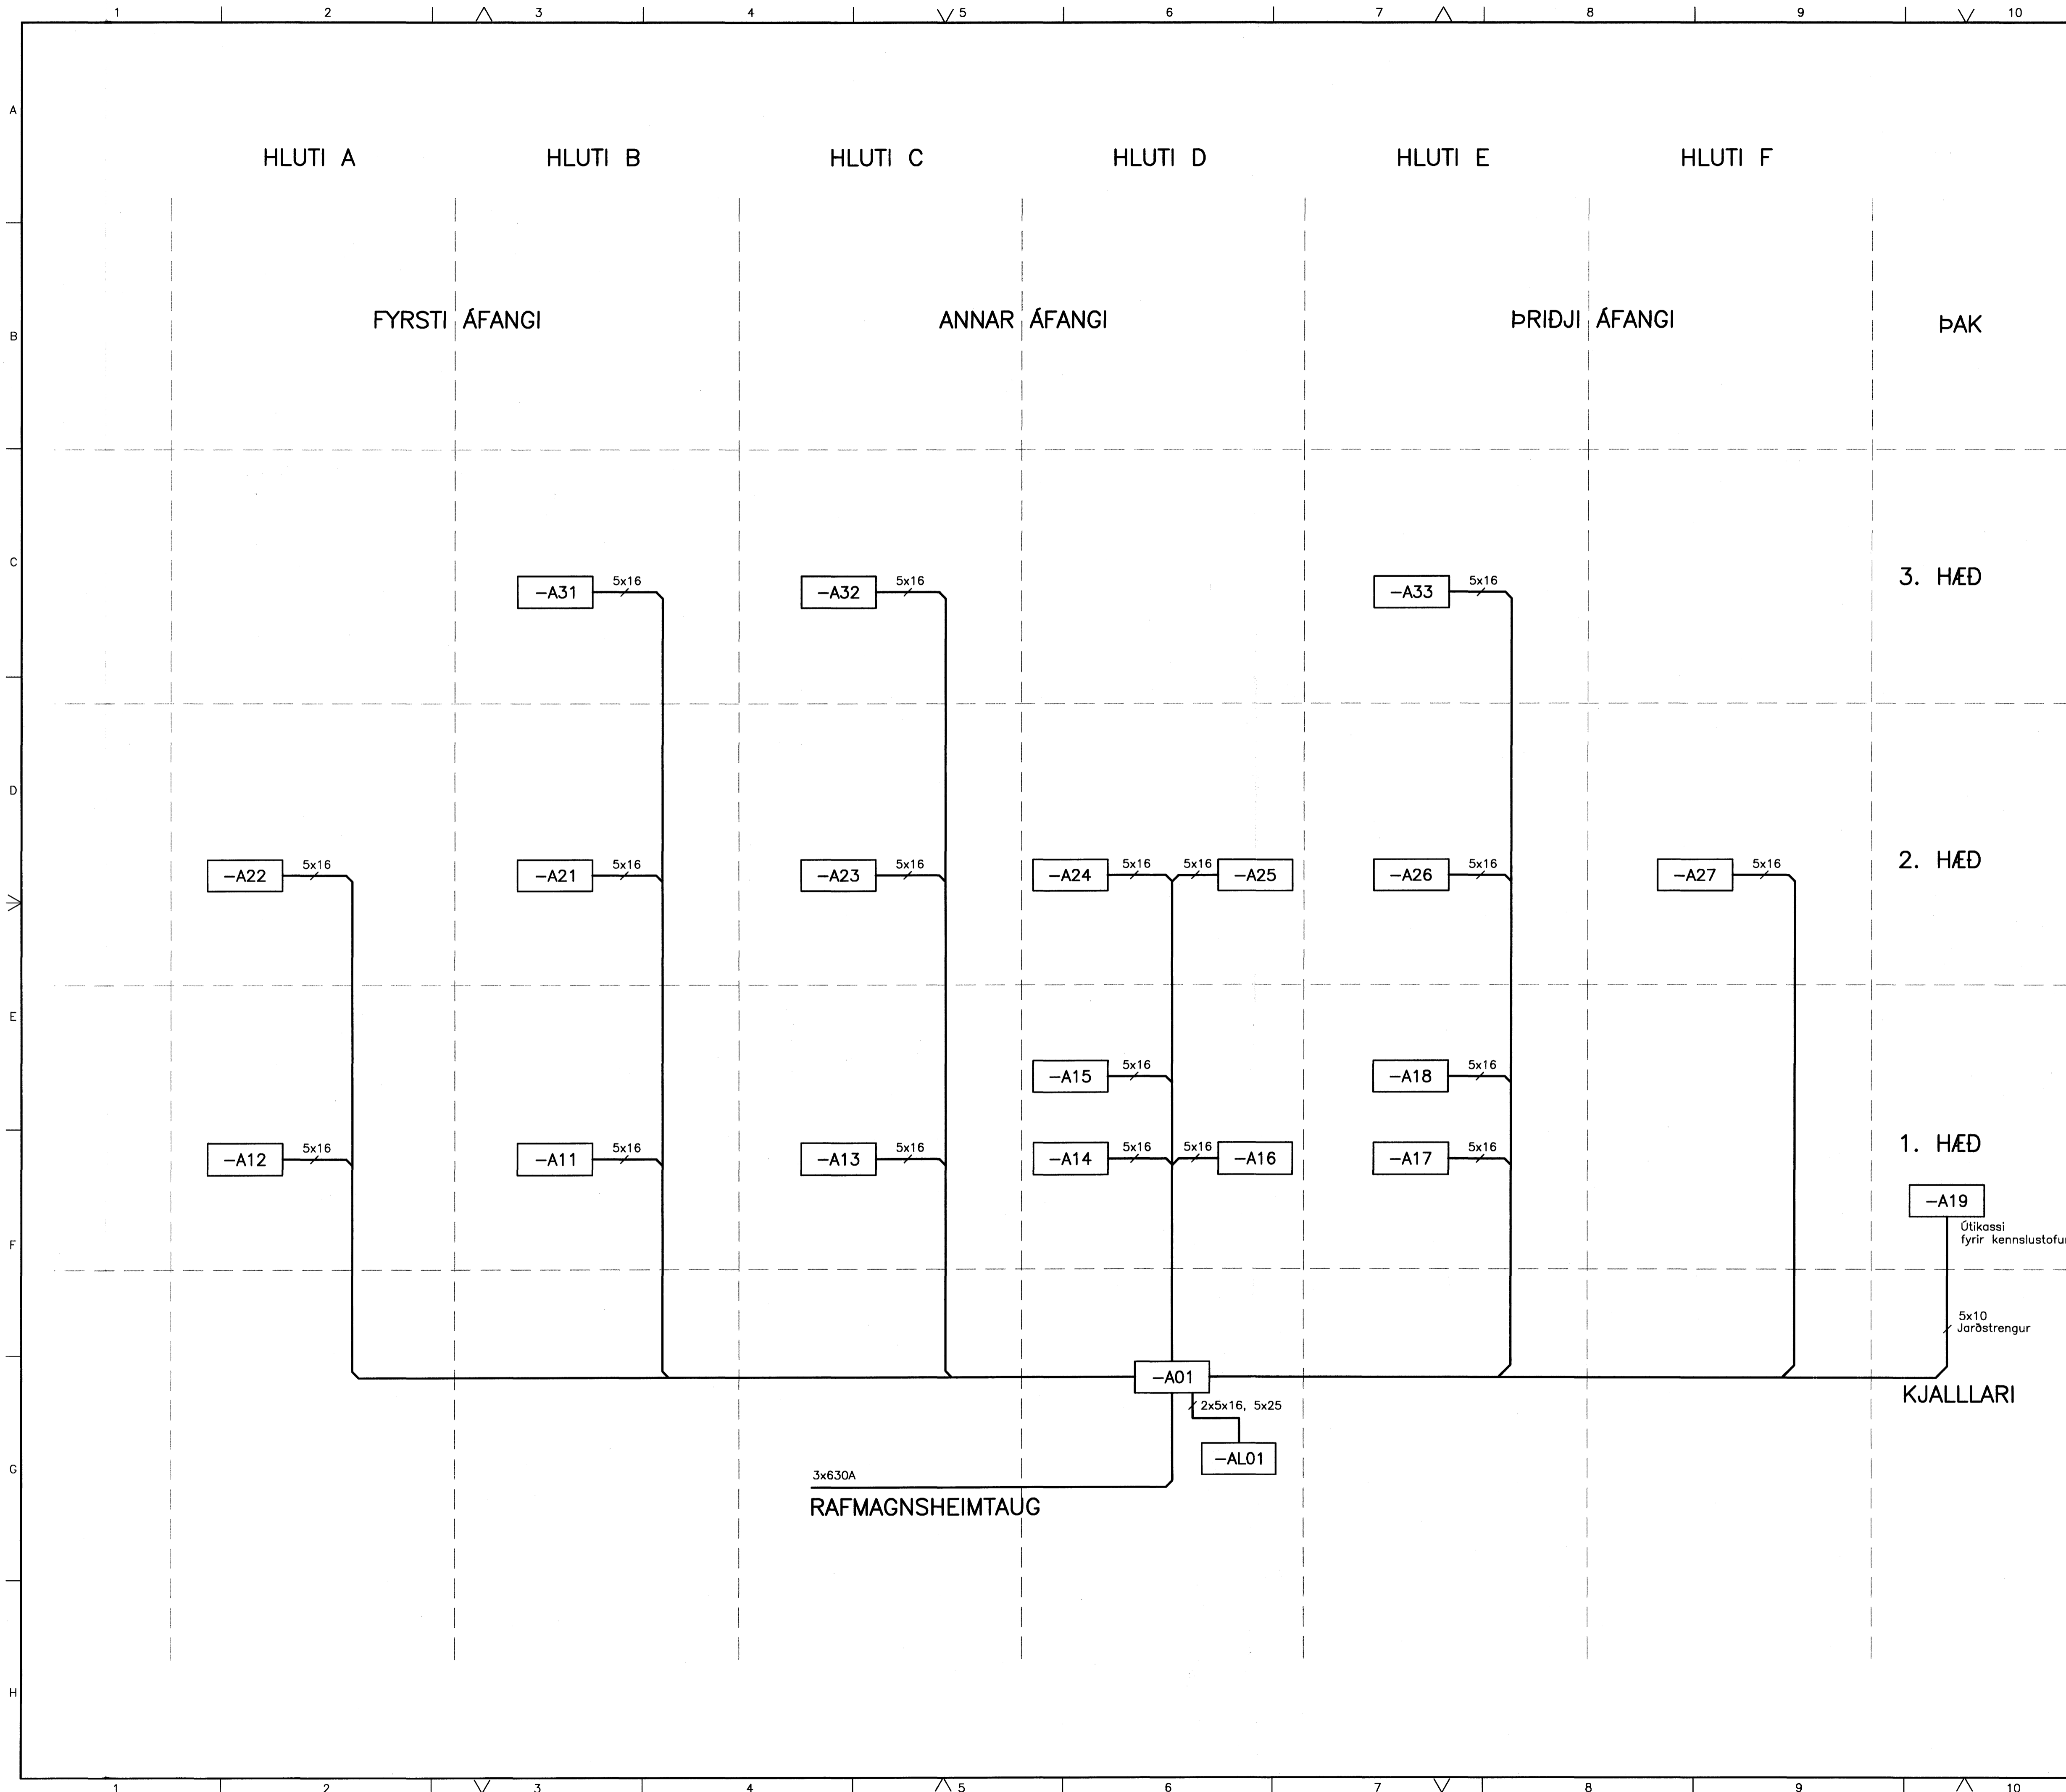 1 2 3 4 5 6 7 8 9 10
A
HLUTI A HLUTI B HLUTI C HLUTI D HLUTI E HLUTI F
B
FYRSTI ÁFANGI ANNAR ÁFANGI ÞRIÐJI ÁFANGI ÞAK
C
5x16 5x16 5x16
-A31 -A32 -A33 3. HÆÐ
D
5x16 5x16 5x16 5x16 5x16 5x16 5x16
-A22 -A21 -A23 -A24 -A25 -A26 -A27 2. HÆÐ
E
5x16 5x16
-A15 -A18
5x16 5x16 5x16 5x16 5x16 5x16
-A12 -A11 -A13 -A14 -A16 -A17 1. HÆÐ
-A19
Útikassi
F
fyrir kennslustofur
5x10
Jarðstrengur
-A01
KJALLLARI
2x5x16, 5x25
G
-AL01
3x630A
RAFMAGNSHEIMTAUG
H
1 2 3 4 5 6 7 8 9 10